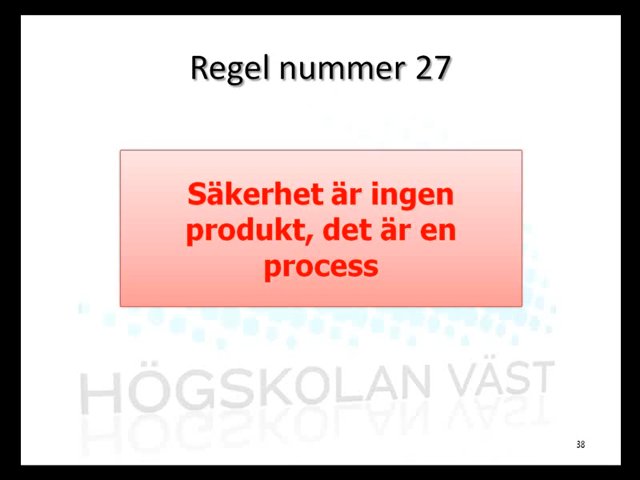 Regel nummer 27
Säkerhet är ingen
produkt, det är en
process
HÖGSKOLAN VÄST
38